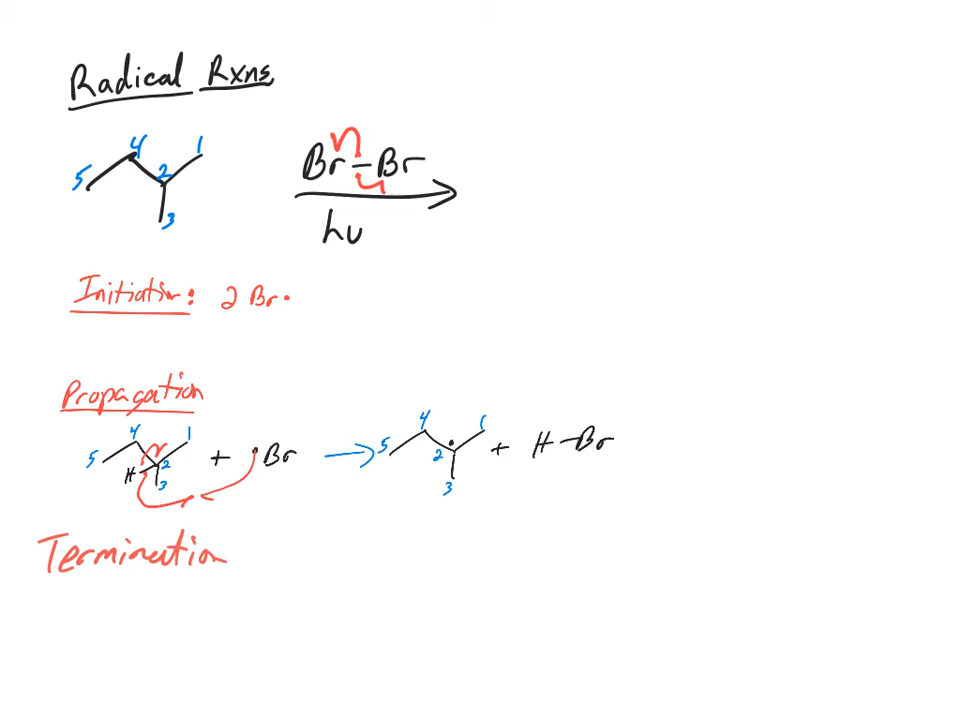 Radical Rxns
4 1
5 2 Br–Br
3
hν
Initiation: 2 Br•
Propagation
4 1 4 1
5 H 2 + •Br → 5 2 • + H–Br
3 3
Termination